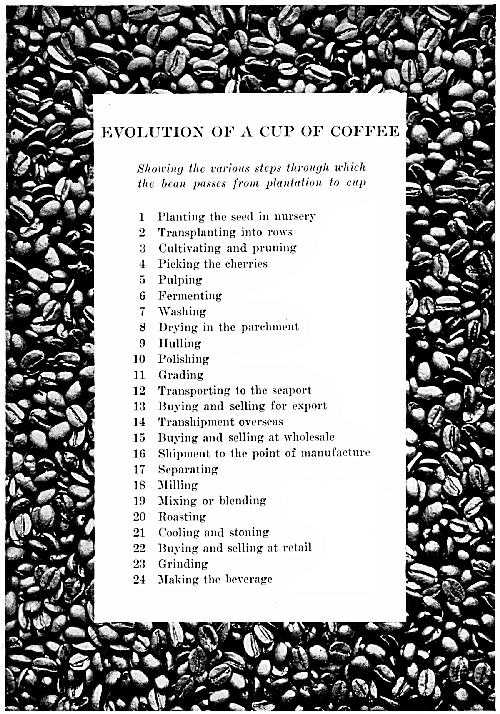 EVOLUTION OF A CUP OF COFFEE
Showing the various steps through which
the bean passes from plantation to cup
1 Planting the seed in nursery
2 Transplanting into rows
3 Cultivating and pruning
4 Picking the cherries
5 Pulping
6 Fermenting
7 Washing
8 Drying in the parchment
9 Hulling
10 Polishing
11 Grading
12 Transporting to the seaport
13 Buying and selling for export
14 Transhipment overseas
15 Buying and selling at wholesale
16 Shipment to the point of manufacture
17 Separating
18 Milling
19 Mixing or blending
20 Roasting
21 Cooling and stoning
22 Buying and selling at retail
23 Grinding
24 Making the beverage